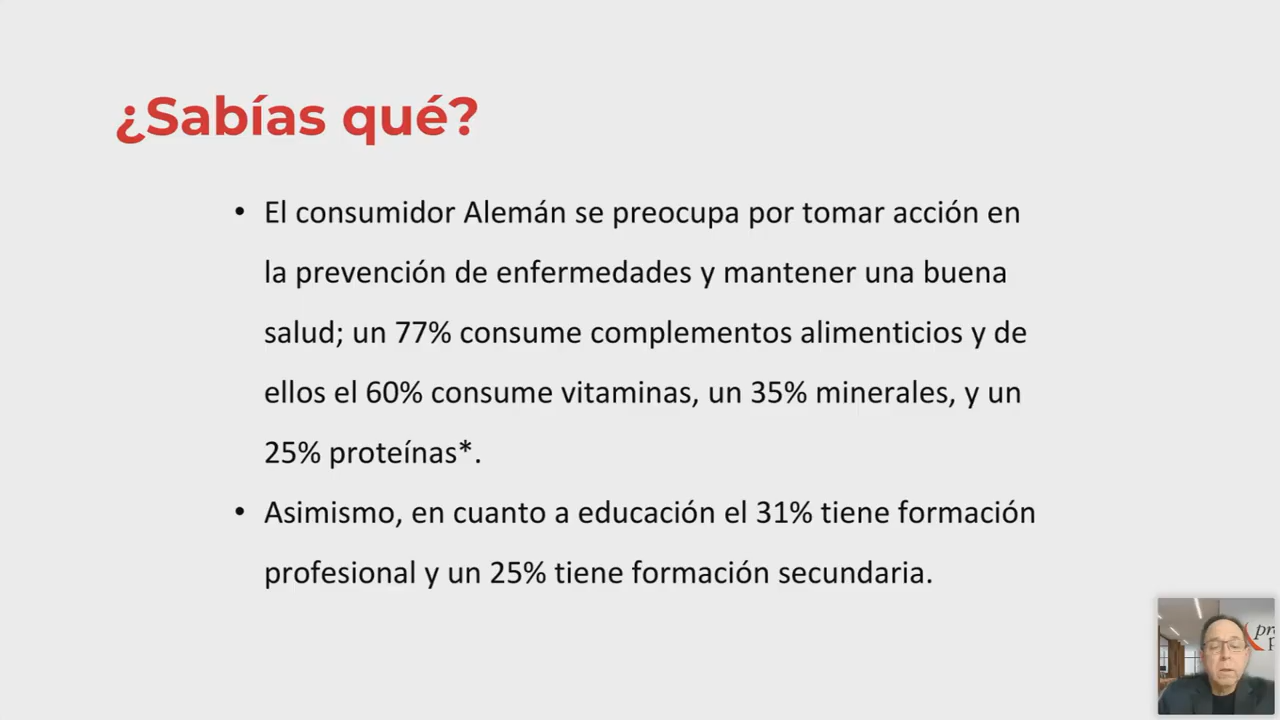 ¿Sabías qué?
• El consumidor Alemán se preocupa por tomar acción en
la prevención de enfermedades y mantener una buena
salud; un 77% consume complementos alimenticios y de
ellos el 60% consume vitaminas, un 35% minerales, y un
25% proteínas*.
• Asimismo, en cuanto a educación el 31% tiene formación
profesional y un 25% tiene formación secundaria.